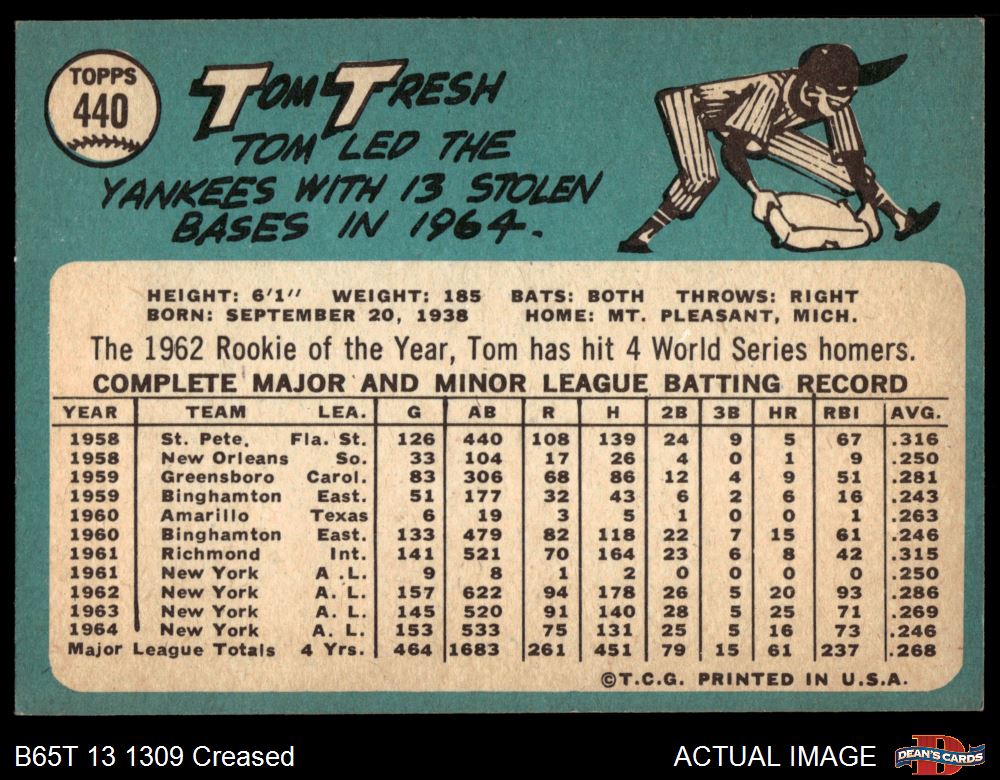 TOPPS
440
TOM TRESH
TOM LED THE
YANKEES WITH 13 STOLEN
BASES IN 1964.
HEIGHT: 6'1" WEIGHT: 185 BATS: BOTH THROWS: RIGHT
BORN: SEPTEMBER 20, 1938 HOME: MT. PLEASANT, MICH.
The 1962 Rookie of the Year, Tom has hit 4 World Series homers.
COMPLETE MAJOR AND MINOR LEAGUE BATTING RECORD
YEAR TEAM LEA. G AB R H 2B 3B HR RBI AVG.
1958 St. Pete. Fla. St. 126 440 108 139 24 9 5 67 .316
1958 New Orleans So. 33 104 17 26 4 0 1 9 .250
1959 Greensboro Carol. 83 306 68 86 12 4 9 51 .281
1959 Binghamton East. 51 177 32 43 6 2 6 16 .243
1960 Amarillo Texas 6 19 3 5 1 0 0 1 .263
1960 Binghamton East. 133 479 82 118 22 7 15 61 .246
1961 Richmond Int. 141 521 70 164 23 6 8 42 .315
1961 New York A .L. 9 8 1 2 0 0 0 0 .250
1962 New York A. L. 157 622 94 178 26 5 20 93 .286
1963 New York A. L. 145 520 91 140 28 5 25 71 .269
1964 New York A. L. 153 533 75 131 25 5 16 73 .246
Major League Totals 4 Yrs. 464 1683 261 451 79 15 61 237 .268
©T.C.G. PRINTED IN U.S.A.
B65T 13 1309 Creased
ACTUAL IMAGE
DEAN'S CARDS